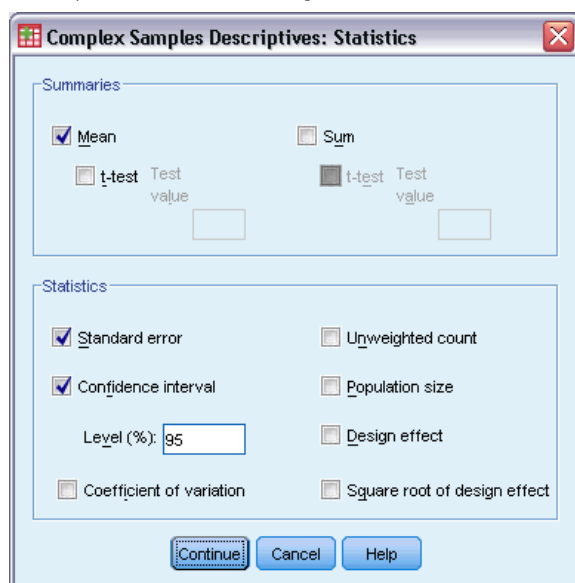 Complex Samples Descriptives: Statistics
Summaries
Mean
Sum
t-test Test value
t-test Test value
Statistics
Standard error
Unweighted count
Confidence interval
Population size
Level (%): 95
Design effect
Coefficient of variation
Square root of design effect
Continue Cancel Help